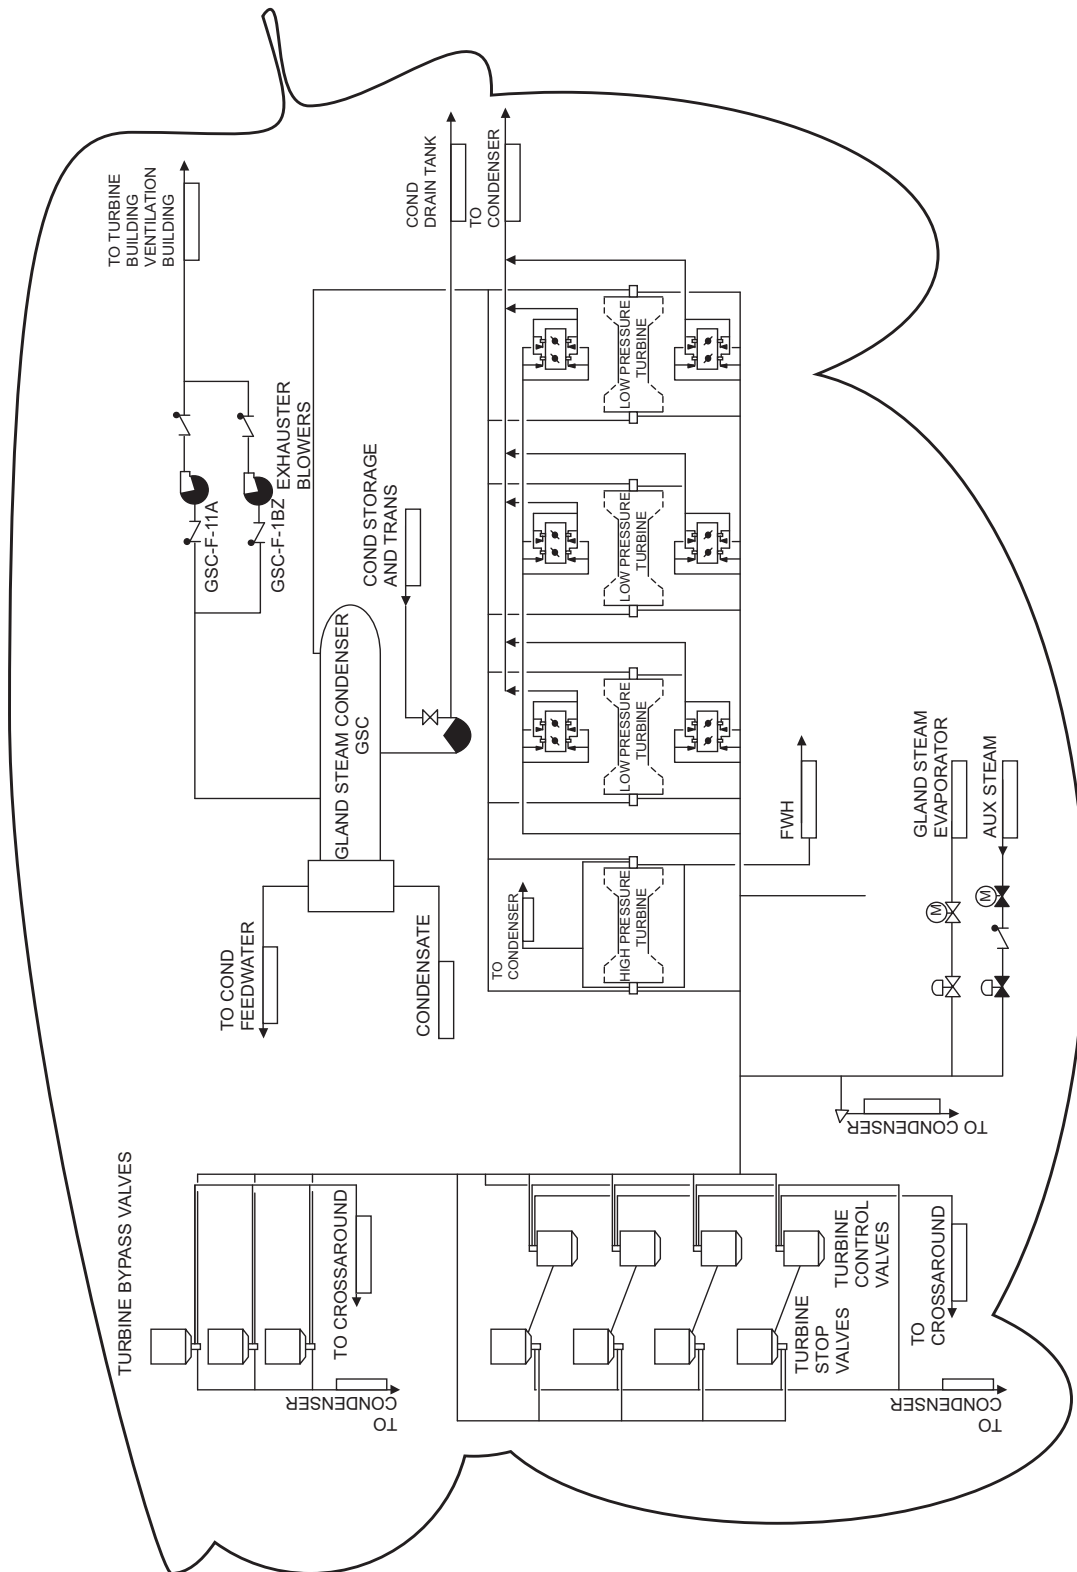 TURBINE BYPASS VALVES
TO CROSSAROUND
TO
CONDENSER
TO COND
FEEDWATER
CONDENSATE
GLAND STEAM CONDENSER
GSC
GSC-F-11A
GSC-F-1BZ
EXHAUSTER
BLOWERS
TO TURBINE
BUILDING
VENTILATION
BUILDING
COND STORAGE
AND TRANS
COND
DRAIN TANK
TO
CONDENSER
TO
CONDENSER
HIGH PRESSURE
TURBINE
LOW PRESSURE
TURBINE
LOW PRESSURE
TURBINE
LOW PRESSURE
TURBINE
FWH
TURBINE
STOP
VALVES
TURBINE
CONTROL
VALVES
TO
CROSSAROUND
TO
CONDENSER
TO CONDENSER
GLAND STEAM
EVAPORATOR
M
AUX STEAM
M